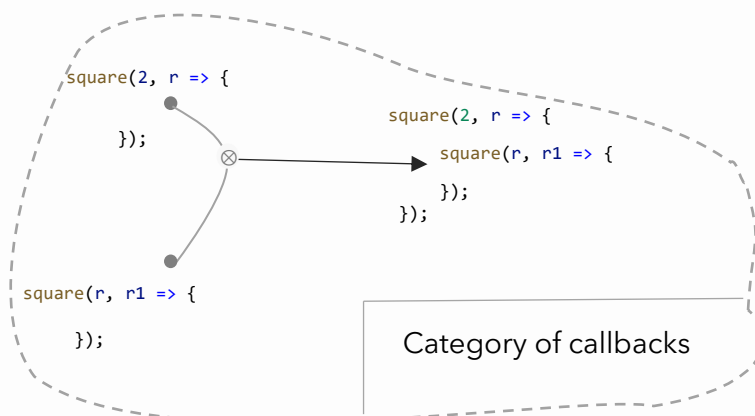 square(2, r => {
});
square(2, r => {
square(r, r1 => {
});
});
square(r, r1 => {
});
Category of callbacks